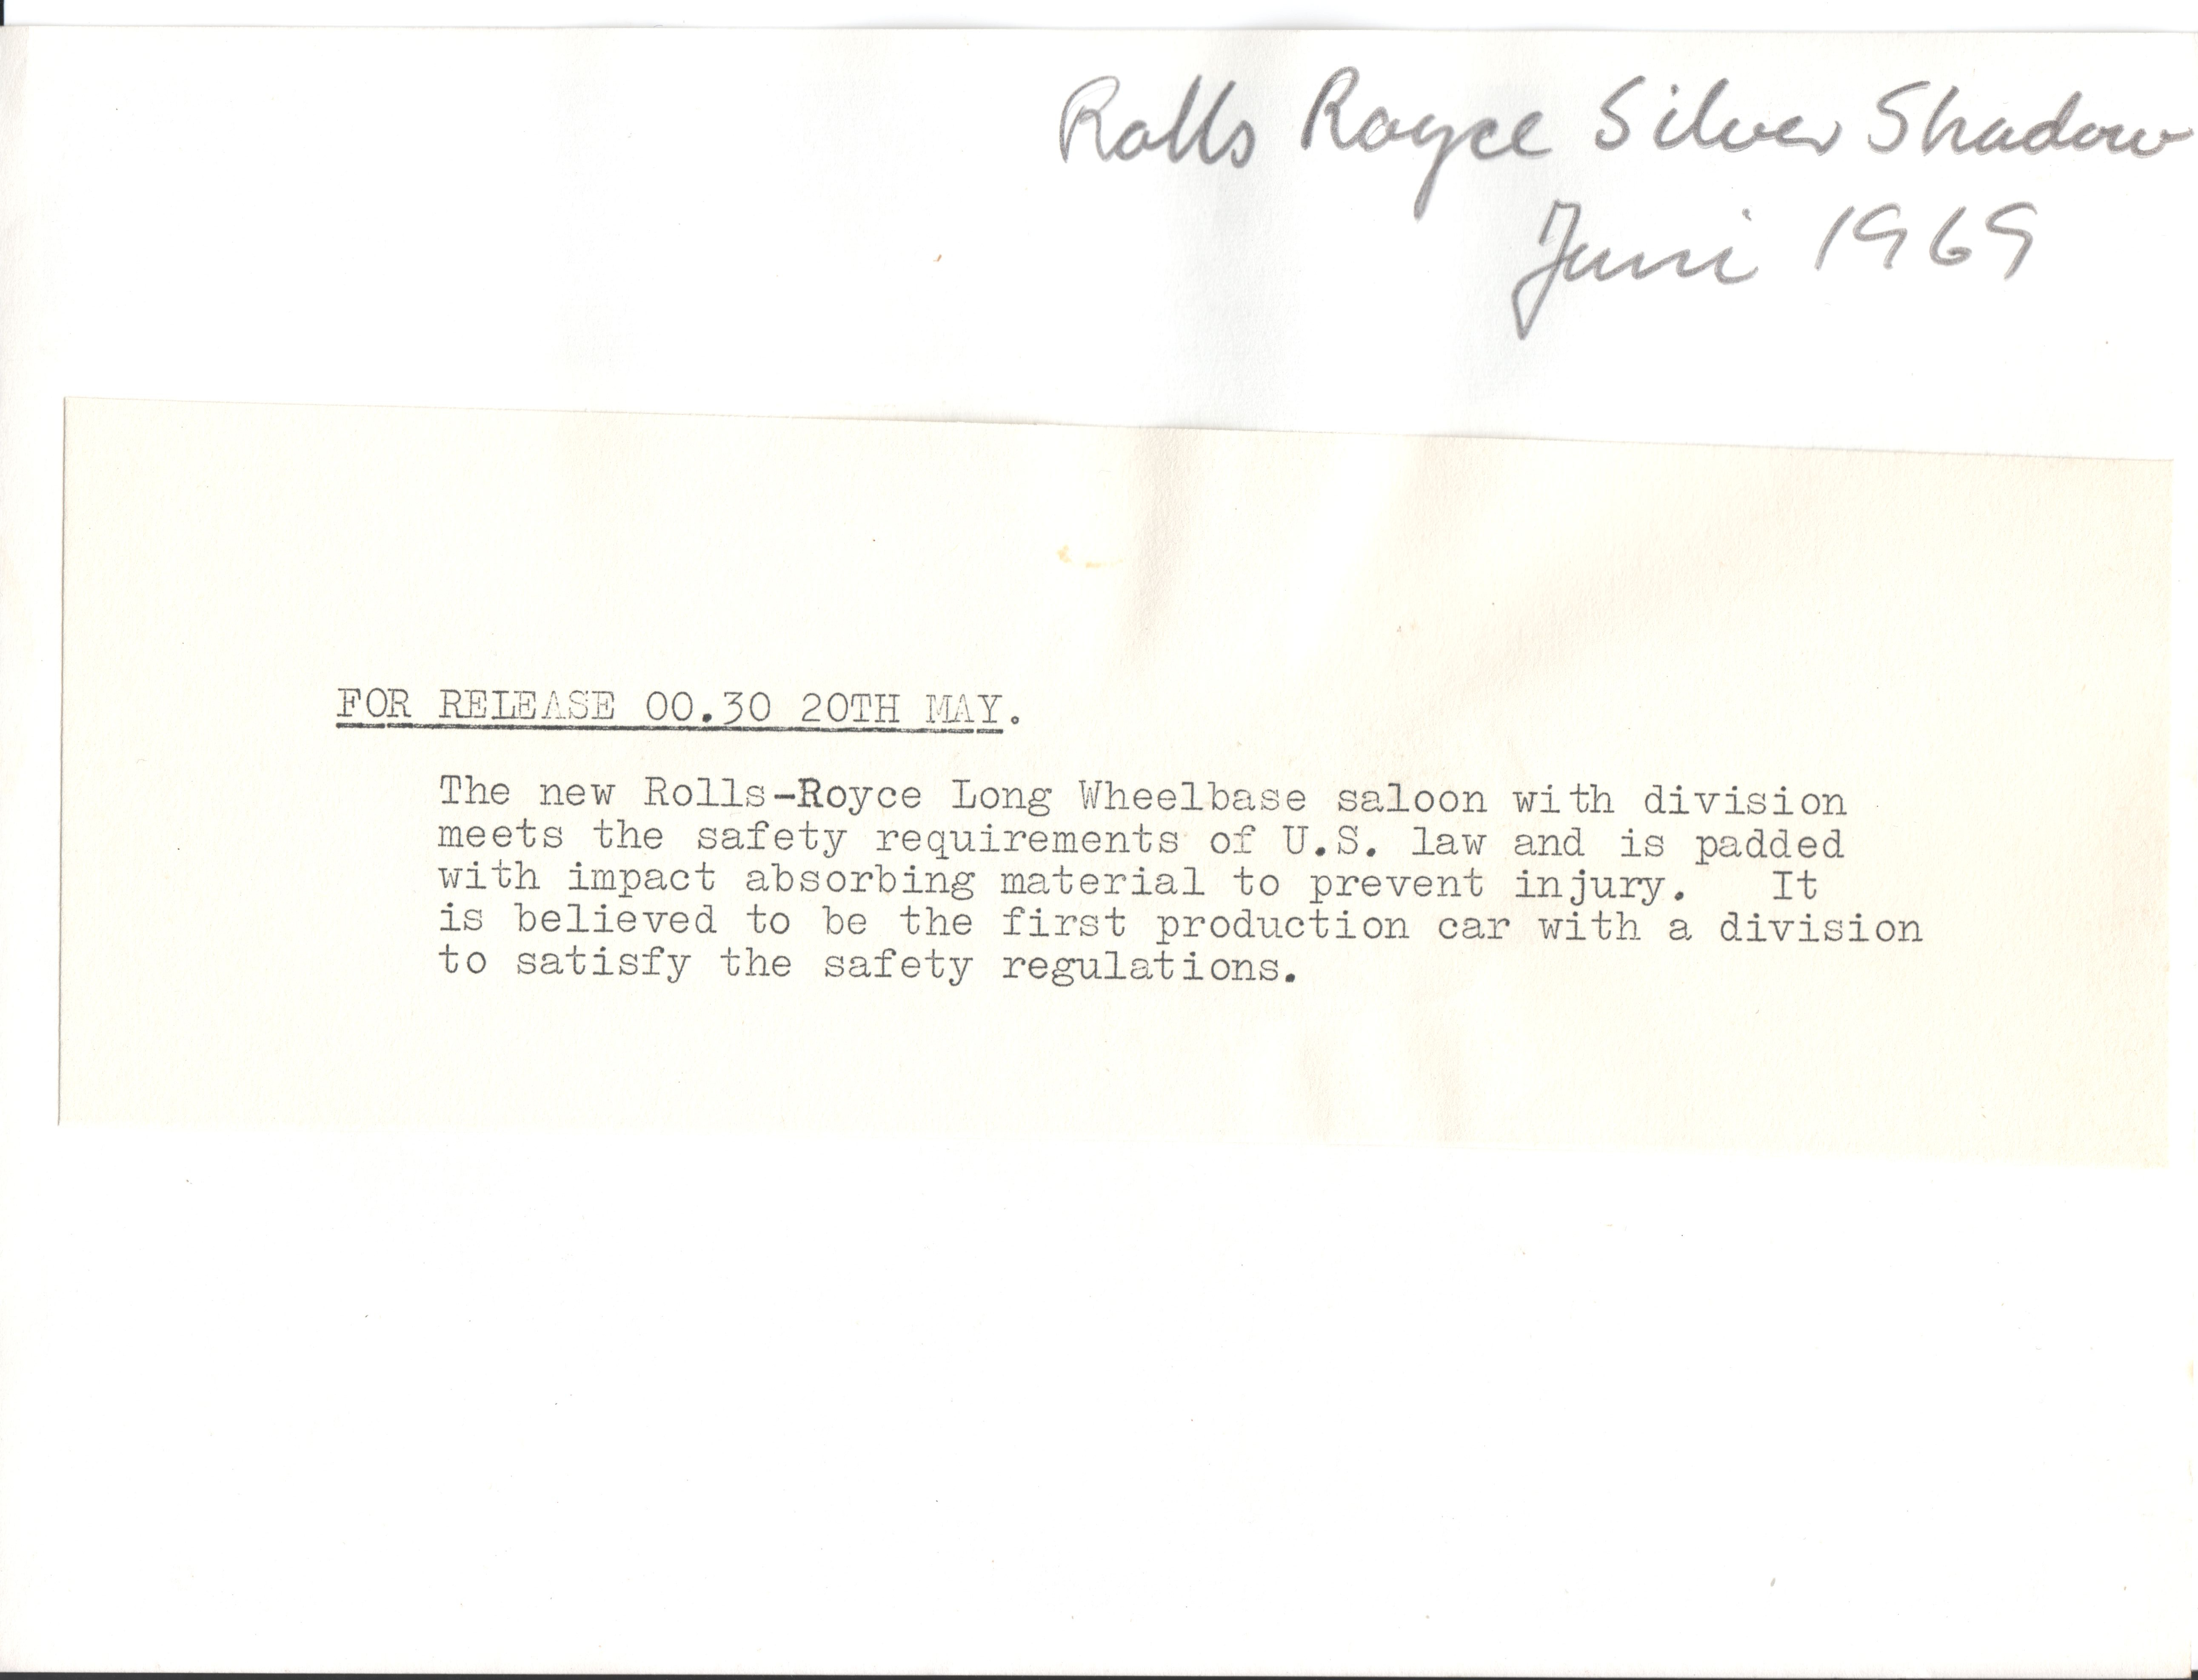 Rolls Royce Silver Shadow
Juni 1969
FOR RELEASE 00.30 20TH MAY.
The new Rolls-Royce Long Wheelbase saloon with division
meets the safety requirements of U.S. law and is padded
with impact absorbing material to prevent injury. It
is believed to be the first production car with a division
to satisfy the safety regulations.